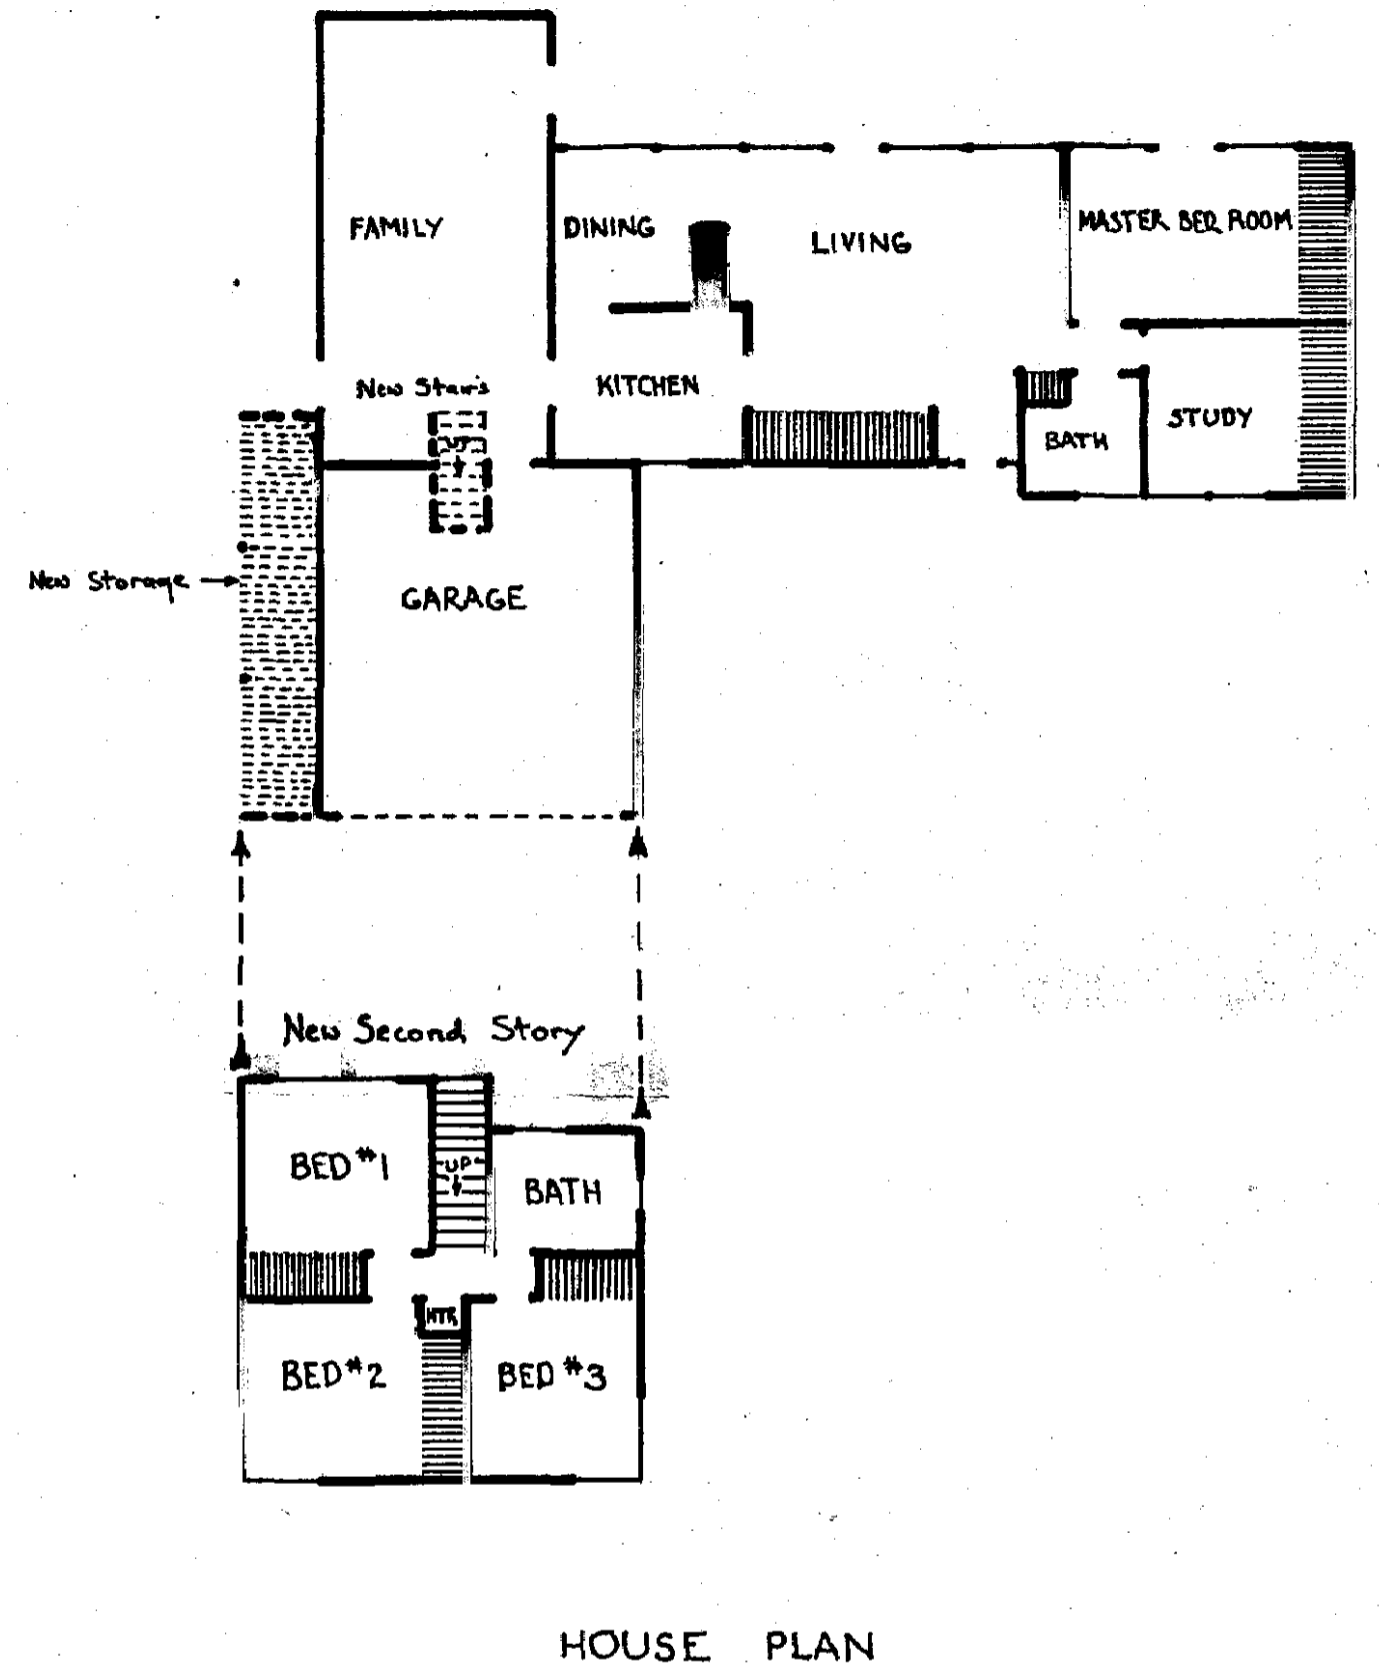 FAMILY
DINING
LIVING
MASTER BED ROOM
New Stairs
KITCHEN
UP
BATH
STUDY
New Storage
GARAGE
New Second Story
BED #1
UP
BATH
HTR
BED #2
BED #3
HOUSE PLAN